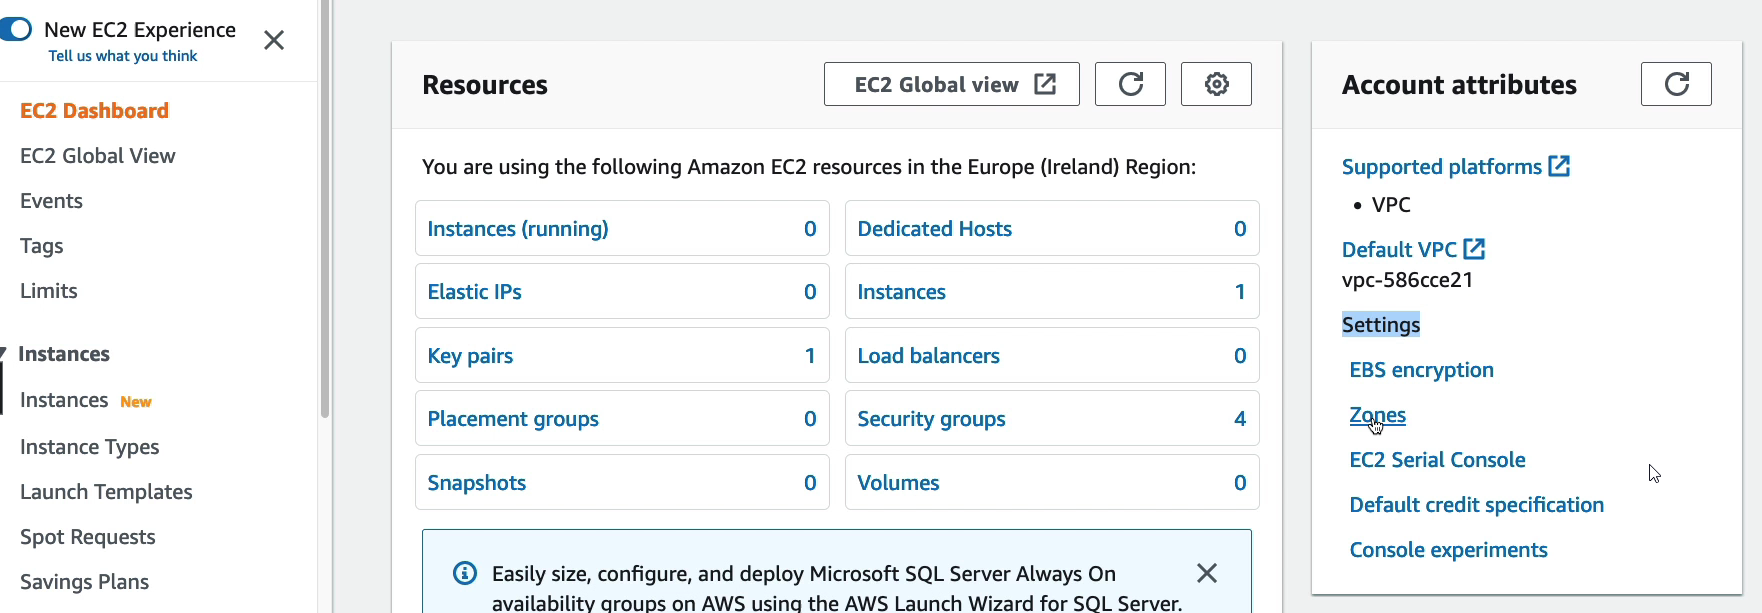 New EC2 Experience
Tell us what you think
EC2 Dashboard
EC2 Global View
Events
Tags
Limits
Instances
Instances New
Instance Types
Launch Templates
Spot Requests
Savings Plans
Resources
EC2 Global view
You are using the following Amazon EC2 resources in the Europe (Ireland) Region:
Instances (running) 0
Dedicated Hosts 0
Elastic IPs 0
Instances 1
Key pairs 1
Load balancers 0
Placement groups 0
Security groups 4
Snapshots 0
Volumes 0
Easily size, configure, and deploy Microsoft SQL Server Always On
availability groups on AWS using the AWS Launch Wizard for SQL Server.
Account attributes
Supported platforms
• VPC
Default VPC
vpc-586cce21
Settings
EBS encryption
Zones
EC2 Serial Console
Default credit specification
Console experiments